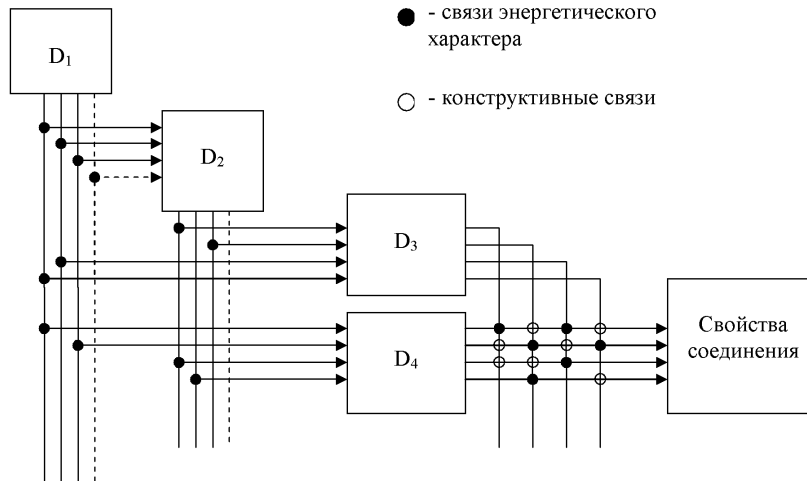 - связи энергетического
характера
D₁
- конструктивные связи
D₂
D₃
D₄
Свойства
соединения